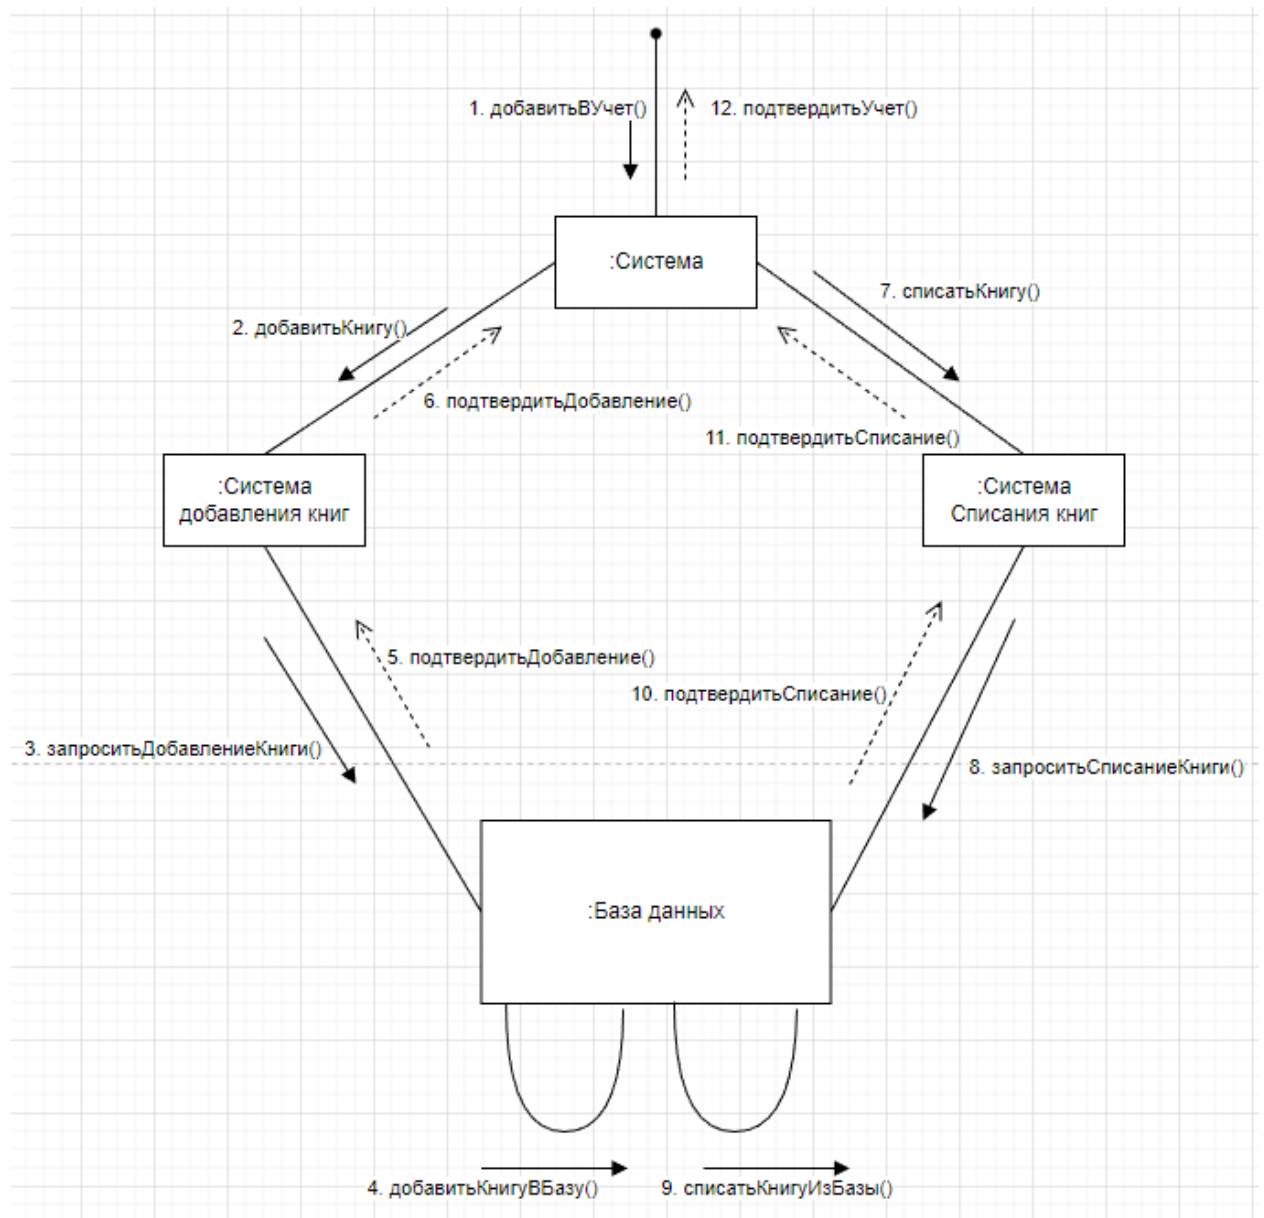 1. добавитьВУчет()
12. подтвердитьУчет()
:Система
7. списатьКнигу()
2. добавитьКнигу()
6. подтвердитьДобавление()
11. подтвердитьСписание()
:Система
добавления книг
:Система
Списания книг
5. подтвердитьДобавление()
10. подтвердитьСписание()
3. запроситьДобавлениеКниги()
8. запроситьСписаниеКниги()
:База данных
4. добавитьКнигуВБазу()
9. списатьКнигуИзБазы()